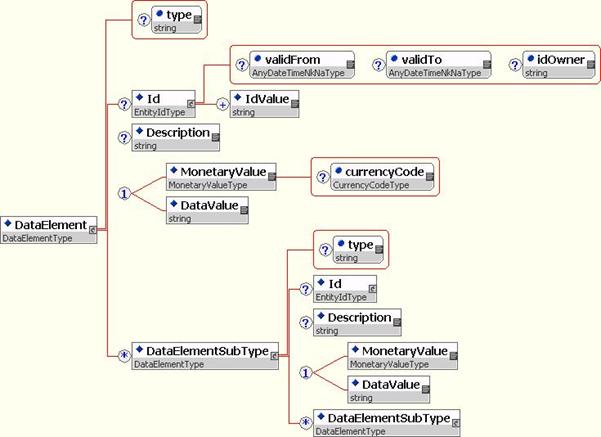 ? type
string
? validFrom
AnyDateTimeNkNaType
? validTo
AnyDateTimeNkNaType
? idOwner
string
? Id
EntityIdType
+ IdValue
string
? Description
string
1
MonetaryValue
MonetaryValueType
? currencyCode
CurrencyCodeType
DataValue
string
DataElement
DataElementType
? type
string
? Id
EntityIdType
? Description
string
* DataElementSubType
DataElementType
1
MonetaryValue
MonetaryValueType
DataValue
string
* DataElementSubType
DataElementType